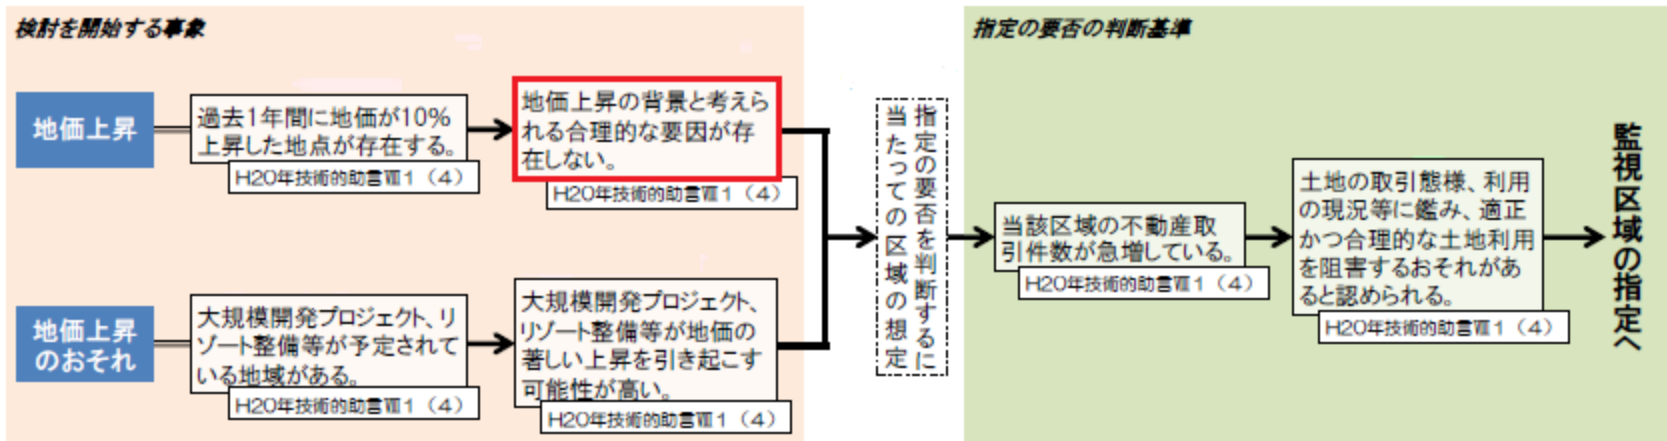 検討を開始する事象
地価上昇
過去1年間に地価が10%
上昇した地点が存在する。
H20年技術的助言Ⅷ1（4）
地価上昇の背景と考えら
れる合理的な要因が存
在しない。
H20年技術的助言Ⅷ1（4）
地価上昇
のおそれ
大規模開発プロジェクト、リ
ゾート整備等が予定されて
いる地域がある。
H20年技術的助言Ⅷ1（4）
大規模開発プロジェクト、
リゾート整備等が地価の
著しい上昇を引き起こす
可能性が高い。
H20年技術的助言Ⅷ1（4）
指定の要否を判断するに
当たっての区域の想定
指定の要否の判断基準
当該区域の不動産取
引件数が急増している。
H20年技術的助言Ⅷ1（4）
土地の取引態様、利用
の現況等に鑑み、適正
かつ合理的な土地利用
を阻害するおそれがあ
ると認められる。
H20年技術的助言Ⅷ1（4）
監視区域の指定へ